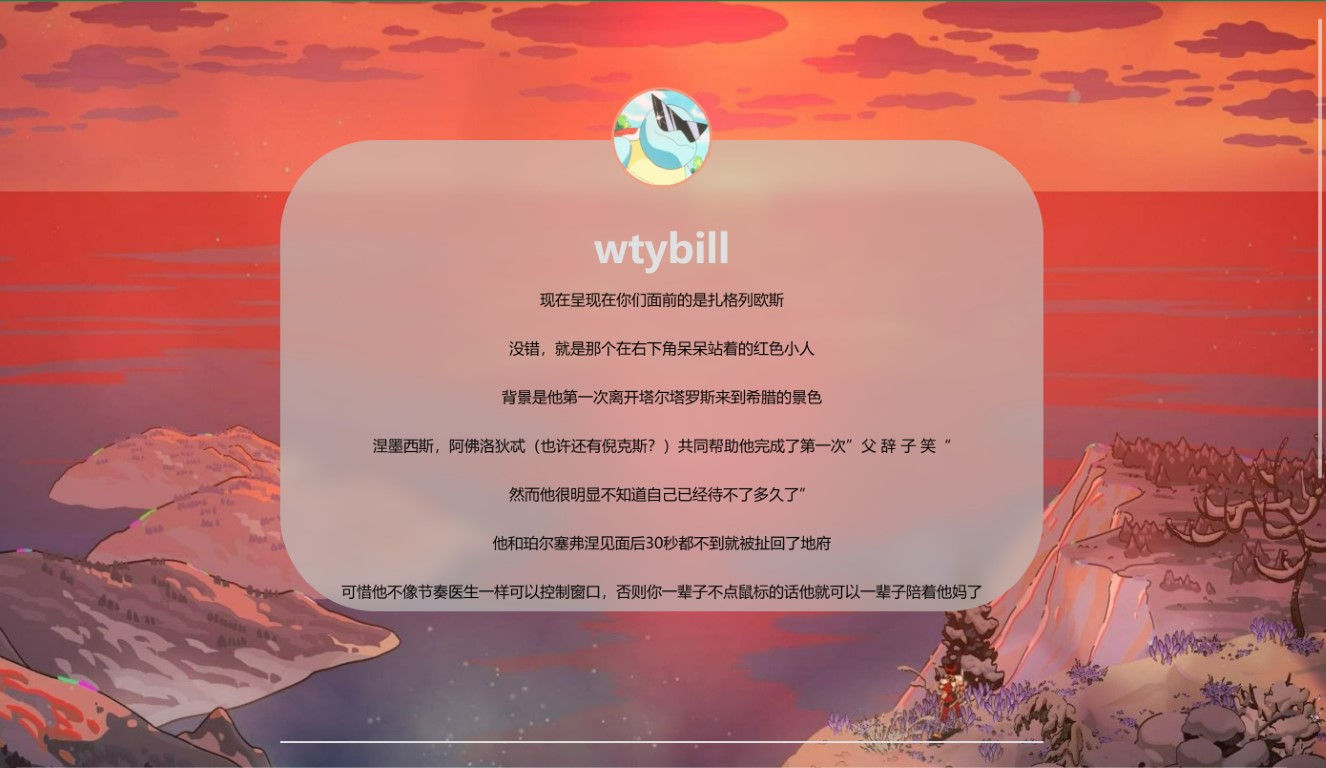 wtybill
现在呈现在你们面前的是扎格列欧斯
没错，就是那个在右下角呆呆站着的红色小人
背景是他第一次离开塔尔塔罗斯来到希腊的景色
涅墨西斯，阿佛洛狄忒（也许还有倪克斯？）共同帮助他完成了第一次”父 辞 子 笑 “
然而他很明显不知道自己已经待不了多久了”
他和珀尔塞弗涅见面后30秒都不到就被扯回了地府
可惜他不像节奏医生一样可以控制窗口，否则你一辈子不点鼠标的话他就可以一辈子陪着他妈了